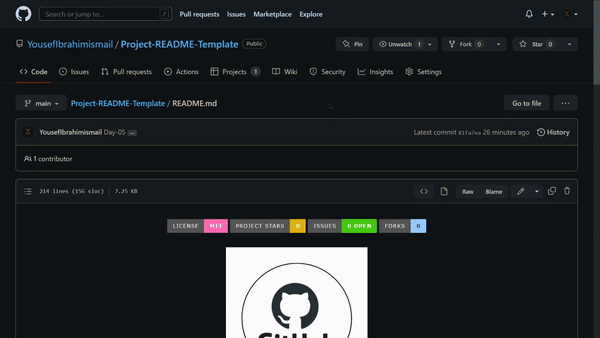 Search or jump to... /
Pull requests Issues Marketplace Explore
YousefIbrahimismail / Project-README-Template Public
Pin Unwatch 1 Fork 0 Star 0
Code Issues Pull requests Actions Projects 1 Wiki Security Insights Settings
main Project-README-Template / README.md Go to file ...
YousefIbrahimismail Day-05 ... Latest commit 81fa7ea 26 minutes ago History
1 contributor
214 lines (156 sloc) 7.25 KB Raw Blame
LICENSE MIT PROJECT STARS 0 ISSUES 0 OPEN FORKS 0
GitHub